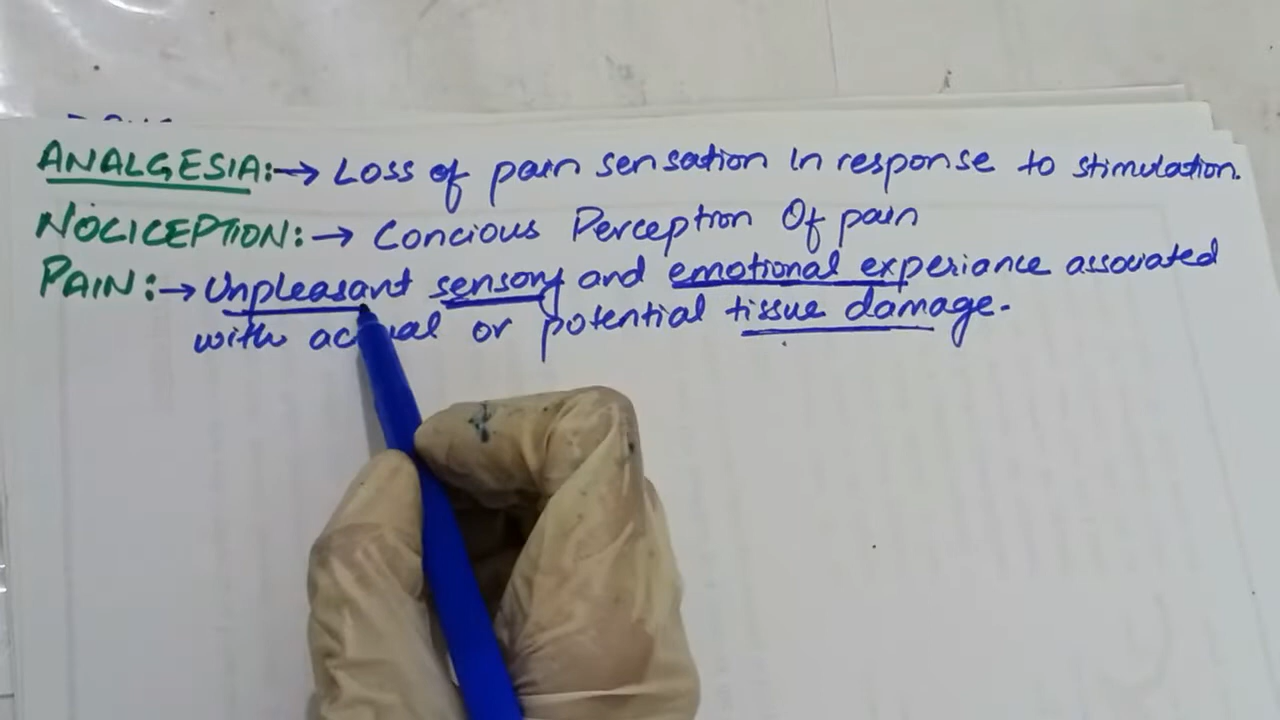 ANALGESIA:→ Loss of pain sensation in response to stimulation.
NOCICEPTION:→ Concious Perception Of pain
PAIN:→ Unpleasant sensory and emotional experiance associated
with actual or potential tissue damage.